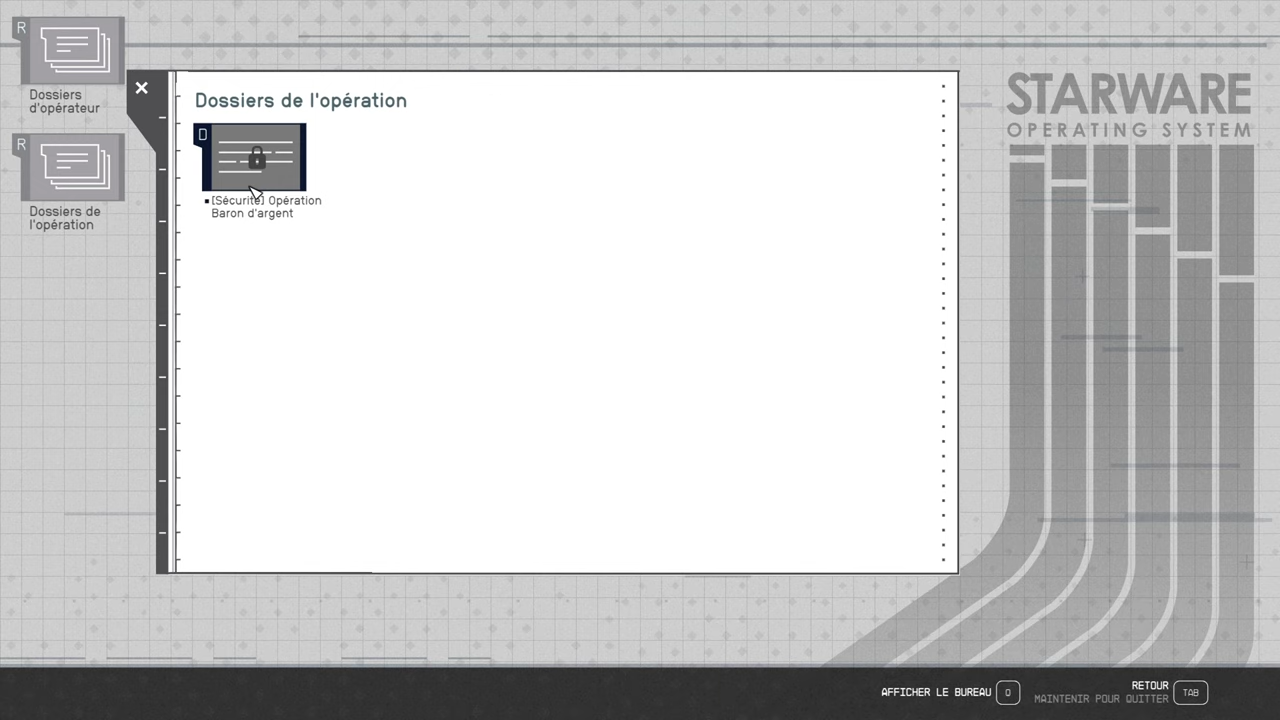 R
Dossiers
d'opérateur
R
Dossiers de
l'opération
Dossiers de l'opération
D
[Sécurité] Opération
Baron d'argent
STARWARE
OPERATING SYSTEM
AFFICHER LE BUREAU Q
RETOUR
MAINTENIR POUR QUITTER TAB